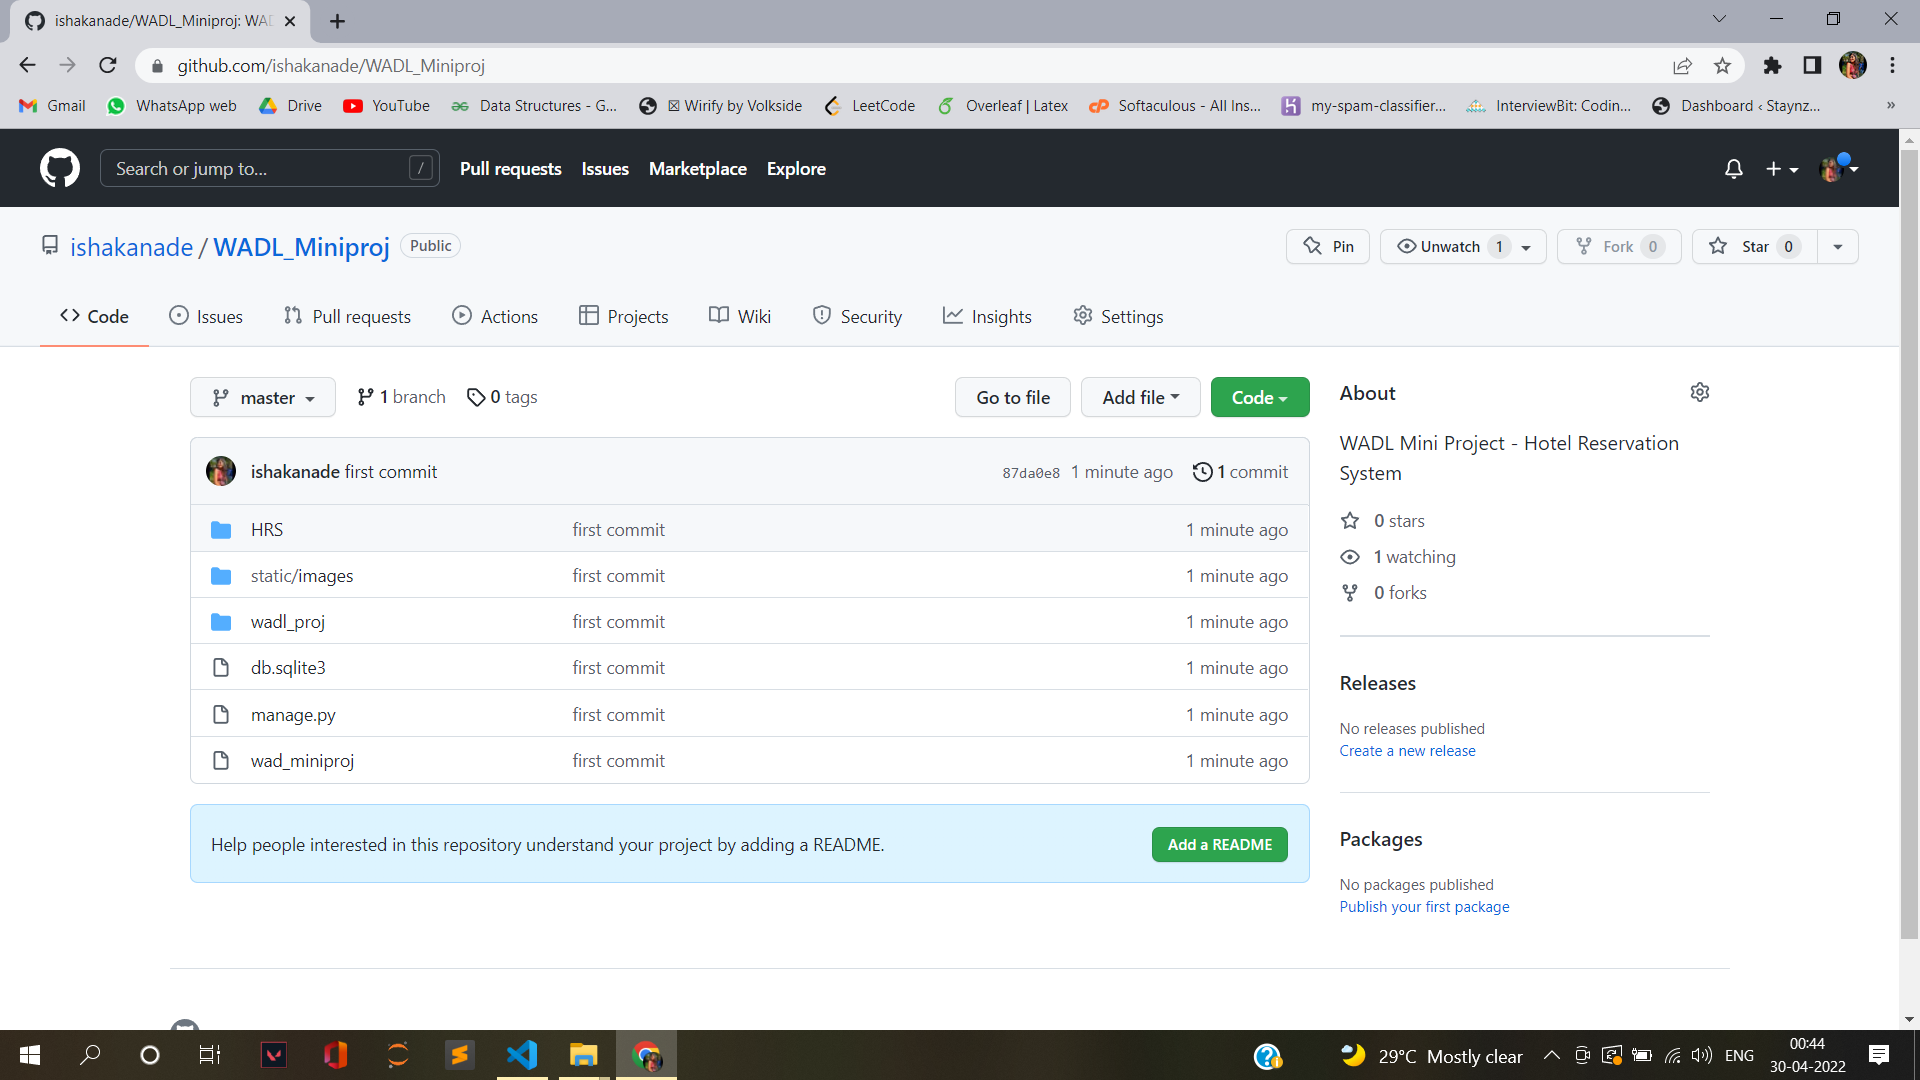 ishakanade/WADL_Miniproj: WAD
github.com/ishakanade/WADL_Miniproj
Gmail WhatsApp web Drive YouTube Data Structures - G... Wirify by Volkside LeetCode Overleaf | Latex Softaculous - All Ins... my-spam-classifier... InterviewBit: Codin... Dashboard ‹ Staynz... »
Search or jump to... / Pull requests Issues Marketplace Explore
ishakanade / WADL_Miniproj Public Pin Unwatch 1 Fork 0 Star 0
Code Issues Pull requests Actions Projects Wiki Security Insights Settings
master 1 branch 0 tags Go to file Add file Code
ishakanade first commit 87da0e8 1 minute ago 1 commit
HRS first commit 1 minute ago
static/images first commit 1 minute ago
wadl_proj first commit 1 minute ago
db.sqlite3 first commit 1 minute ago
manage.py first commit 1 minute ago
wad_miniproj first commit 1 minute ago
Help people interested in this repository understand your project by adding a README. Add a README
About
WADL Mini Project - Hotel Reservation
System
0 stars
1 watching
0 forks
Releases
No releases published
Create a new release
Packages
No packages published
Publish your first package
29°C Mostly clear ENG 00:44
30-04-2022